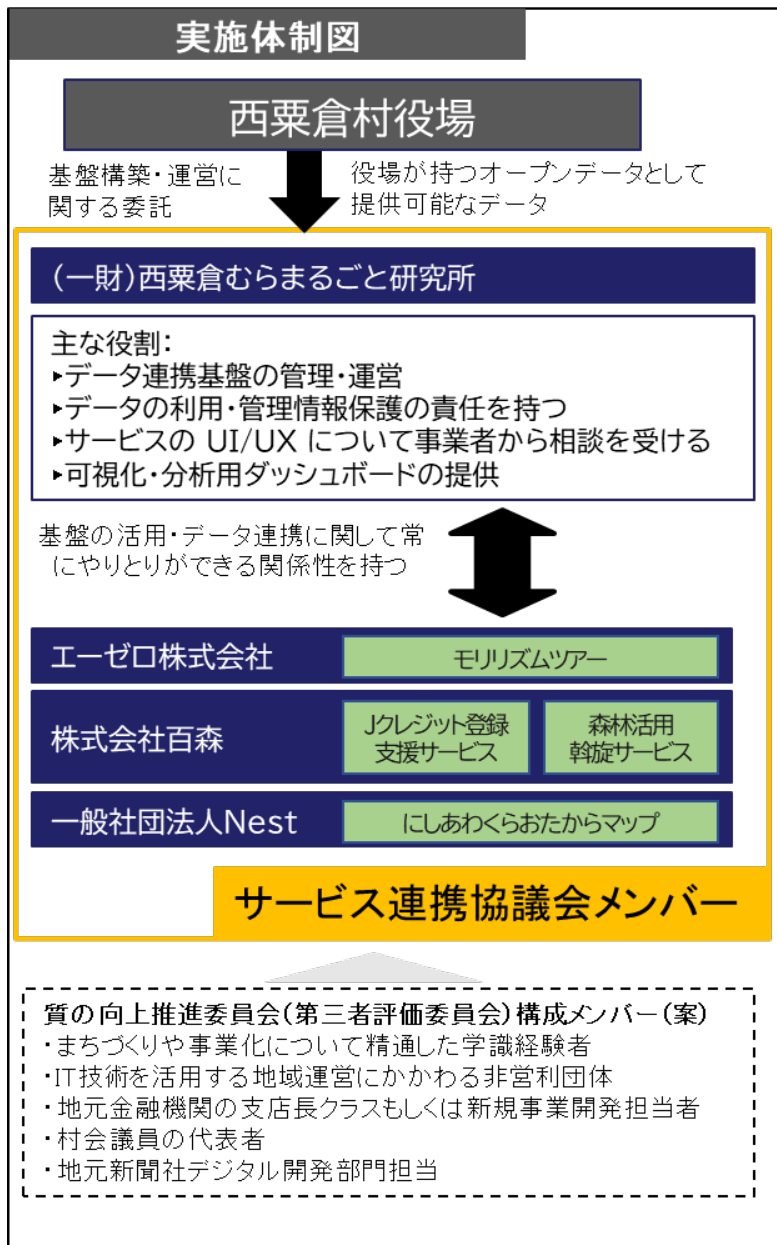 実施体制図
西粟倉村役場
基盤構築・運営に
関する委託
役場が持つオープンデータとして
提供可能なデータ
(一財)西粟倉むらまるごと研究所
主な役割:
▸データ連携基盤の管理・運営
▸データの利用・管理情報保護の責任を持つ
▸サービスの UI/UX について事業者から相談を受ける
▸可視化・分析用ダッシュボードの提供
基盤の活用・データ連携に関して常
にやりとりができる関係性を持つ
エーゼロ株式会社
モリリズムツアー
株式会社百森
Jクレジット登録
支援サービス
森林活用
斡旋サービス
一般社団法人Nest
にしあわくらおたからマップ
サービス連携協議会メンバー
質の向上推進委員会(第三者評価委員会)構成メンバー(案)
・まちづくりや事業化について精通した学識経験者
・IT技術を活用する地域運営にかかわる非営利団体
・地元金融機関の支店長クラスもしくは新規事業開発担当者
・村会議員の代表者
・地元新聞社デジタル開発部門担当